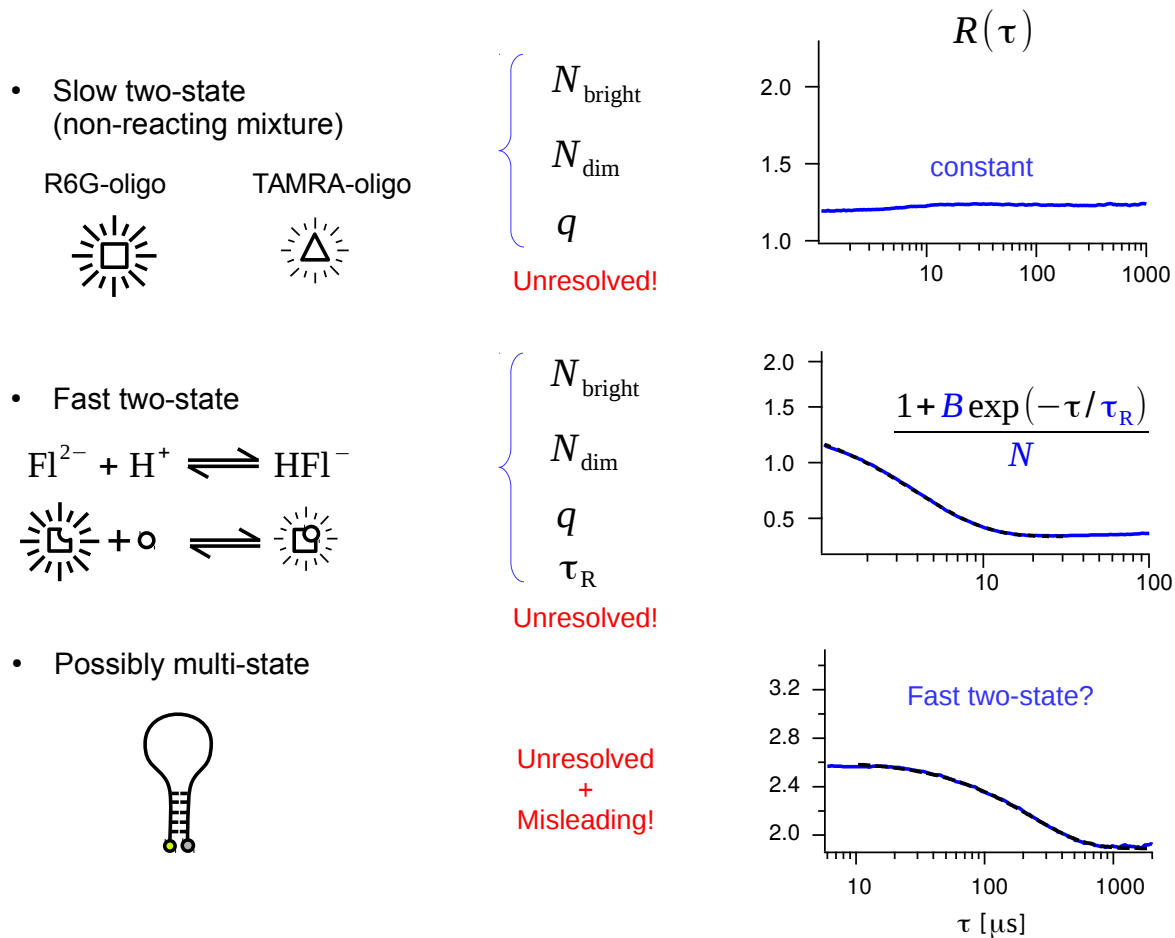 R(τ)
• Slow two-state
(non-reacting mixture)
R6G-oligo TAMRA-oligo
N_bright
N_dim
q
Unresolved!
2.0
1.5
1.0
constant
10 100 1000
• Fast two-state
Fl²⁻ + H⁺ ⇌ HFl⁻
+ ⇌
N_bright
N_dim
q
τ_R
Unresolved!
2.0
1.5
1.0
0.5
1+B exp(−τ/τ_R)
N
10 100
• Possibly multi-state
Unresolved
+
Misleading!
3.2
2.8
2.4
2.0
Fast two-state?
10 100 1000
τ [μs]